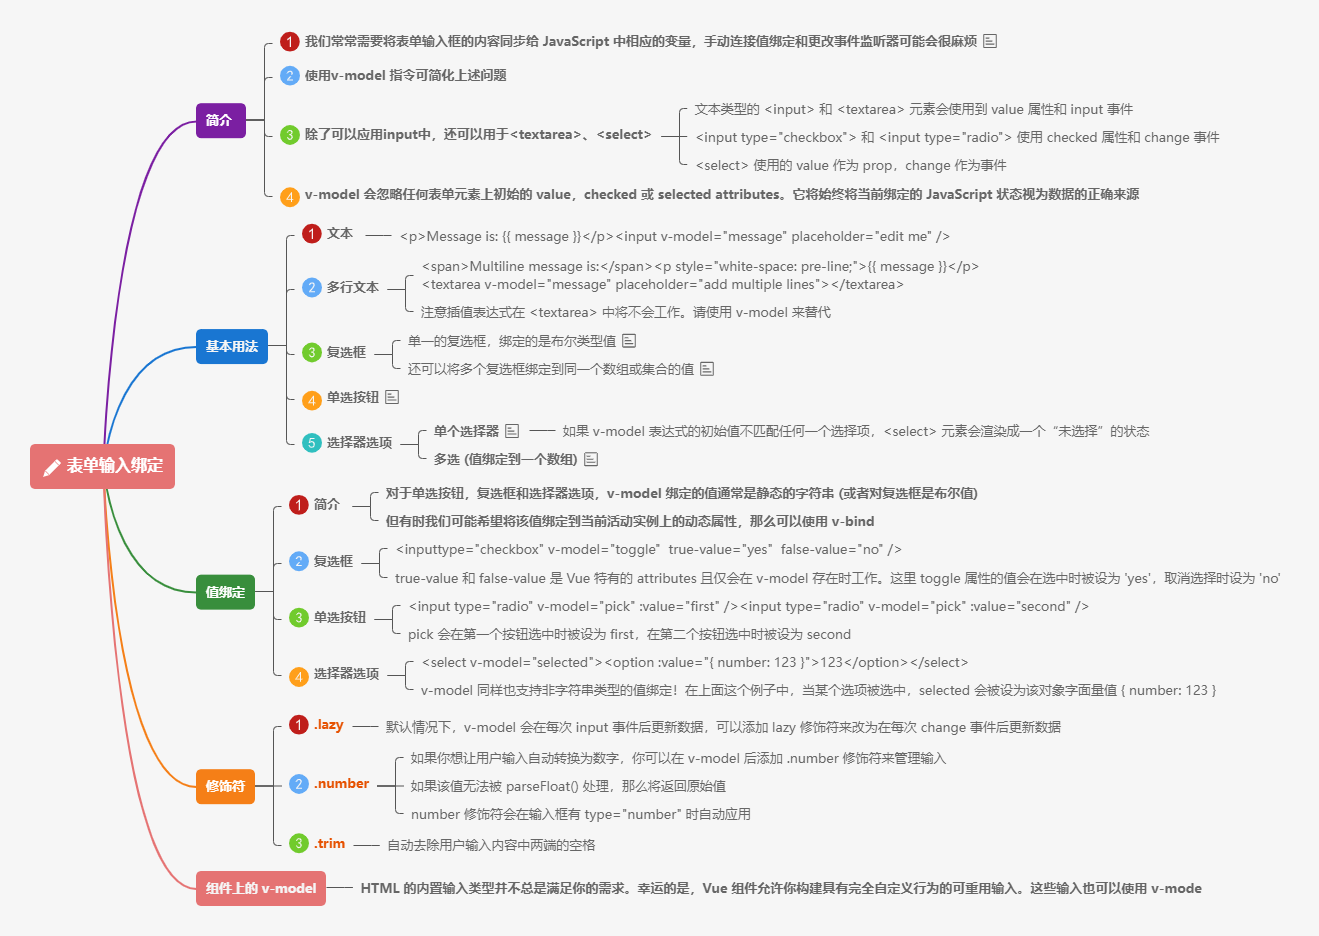 表单输入绑定
简介
1 我们常常需要将表单输入框的内容同步给 JavaScript 中相应的变量，手动连接值绑定和更改事件监听器可能会很麻烦
2 使用v-model 指令可简化上述问题
3 除了可以应用input中，还可以用于<textarea>、<select>
文本类型的 <input> 和 <textarea> 元素会使用到 value 属性和 input 事件
<input type="checkbox"> 和 <input type="radio"> 使用 checked 属性和 change 事件
<select> 使用的 value 作为 prop，change 作为事件
4 v-model 会忽略任何表单元素上初始的 value，checked 或 selected attributes。它将始终将当前绑定的 JavaScript 状态视为数据的正确来源
基本用法
1 文本
<p>Message is: {{ message }}</p><input v-model="message" placeholder="edit me" />
2 多行文本
<span>Multiline message is:</span><p style="white-space: pre-line;">{{ message }}</p>
<textarea v-model="message" placeholder="add multiple lines"></textarea>
注意插值表达式在 <textarea> 中将不会工作。请使用 v-model 来替代
3 复选框
单一的复选框，绑定的是布尔类型值
还可以将多个复选框绑定到同一个数组或集合的值
4 单选按钮
5 选择器选项
单个选择器
如果 v-model 表达式的初始值不匹配任何一个选择项，<select> 元素会渲染成一个“未选择”的状态
多选 (值绑定到一个数组)
值绑定
1 简介
对于单选按钮，复选框和选择器选项，v-model 绑定的值通常是静态的字符串 (或者对复选框是布尔值)
但有时我们可能希望将该值绑定到当前活动实例上的动态属性，那么可以使用 v-bind
2 复选框
<inputtype="checkbox" v-model="toggle"  true-value="yes"  false-value="no" />
true-value 和 false-value 是 Vue 特有的 attributes 且仅会在 v-model 存在时工作。这里 toggle 属性的值会在选中时被设为 'yes'，取消选择时设为 'no'
3 单选按钮
<input type="radio" v-model="pick" :value="first" /><input type="radio" v-model="pick" :value="second" />
pick 会在第一个按钮选中时被设为 first，在第二个按钮选中时被设为 second
4 选择器选项
<select v-model="selected"><option :value="{ number: 123 }">123</option></select>
v-model 同样也支持非字符串类型的值绑定！在上面这个例子中，当某个选项被选中，selected 会被设为该对象字面量值 { number: 123 }
修饰符
1 .lazy
默认情况下，v-model 会在每次 input 事件后更新数据，可以添加 lazy 修饰符来改为在每次 change 事件后更新数据
2 .number
如果你想让用户输入自动转换为数字，你可以在 v-model 后添加 .number 修饰符来管理输入
如果该值无法被 parseFloat() 处理，那么将返回原始值
number 修饰符会在输入框有 type="number" 时自动应用
3 .trim
自动去除用户输入内容中两端的空格
组件上的 v-model
HTML 的内置输入类型并不总是满足你的需求。幸运的是，Vue 组件允许你构建具有完全自定义行为的可重用输入。这些输入也可以使用 v-mode